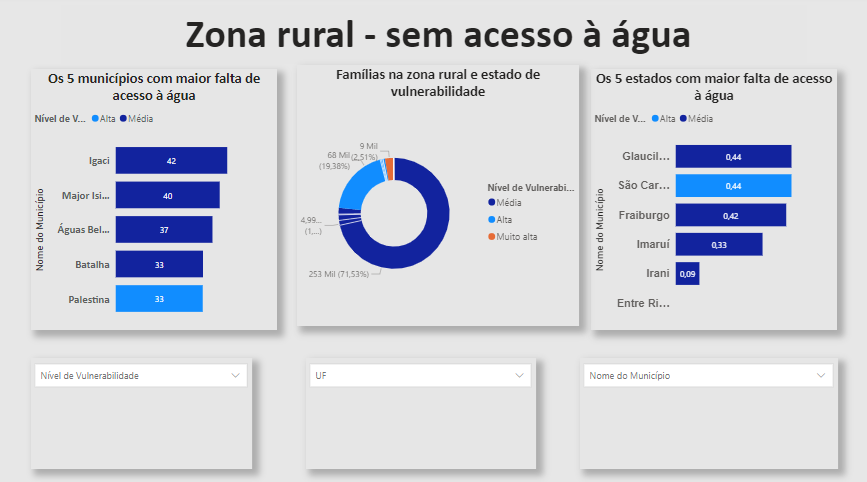 Zona rural - sem acesso à água
Os 5 municípios com maior falta de
acesso à água
Nível de V... Alta Média
Nome do Município
Igaci 42
Major Isi... 40
Águas Bel... 37
Batalha 33
Palestina 33
Famílias na zona rural e estado de
vulnerabilidade
9 Mil
(2,51%)
68 Mil
(19,38%)
4,99...
(1,...)
253 Mil (71,53%)
Nível de Vulnerabi...
Média
Alta
Muito alta
Os 5 estados com maior falta de acesso
à água
Nível de V... Alta Média
Nome do Município
Glaucil... 0,44
São Car... 0,44
Fraiburgo 0,42
Imaruí 0,33
Irani 0,09
Entre Ri...
Nível de Vulnerabilidade
UF
Nome do Município